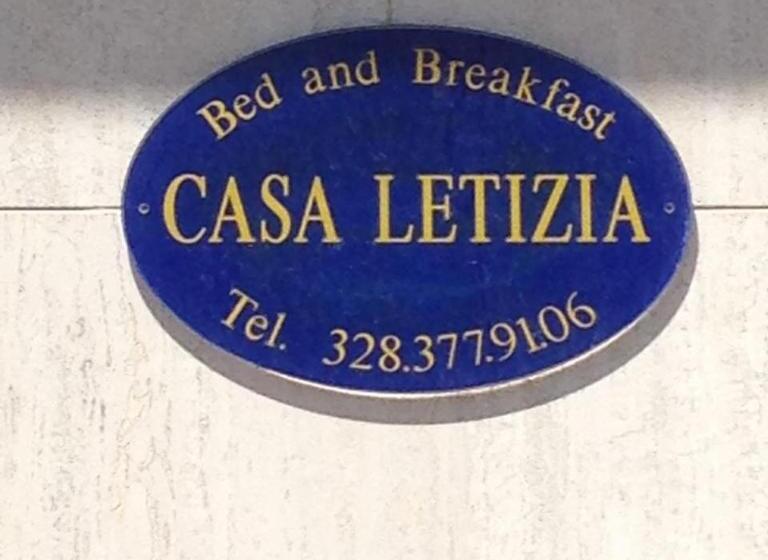 Bed and Breakfast
CASA LETIZIA
Tel. 328.377.91.06